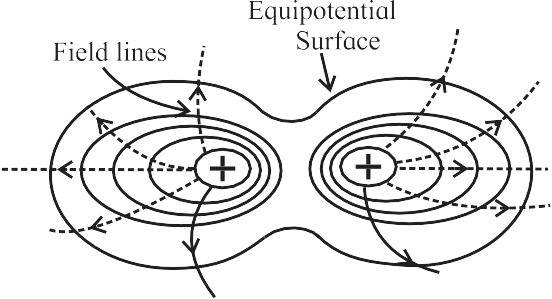 Equipotential
Surface
Field lines
+
+